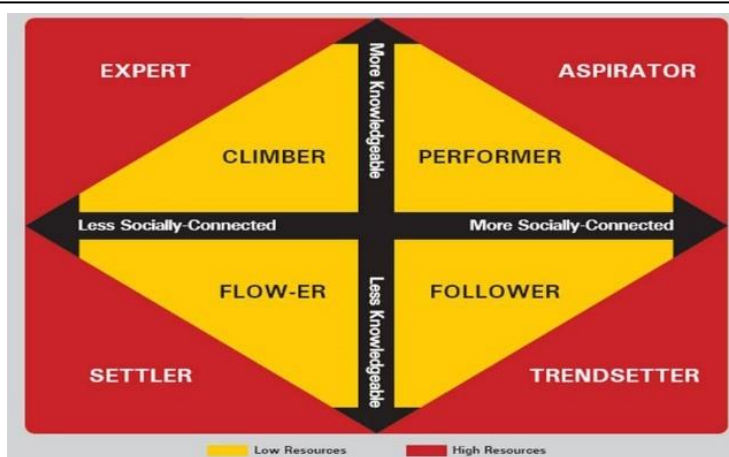 EXPERT
ASPIRATOR
More Knowledgeable
CLIMBER
PERFORMER
Less Socially-Connected
More Socially-Connected
FLOW-ER
FOLLOWER
Less Knowledgeable
SETTLER
TRENDSETTER
Low Resources
High Resources